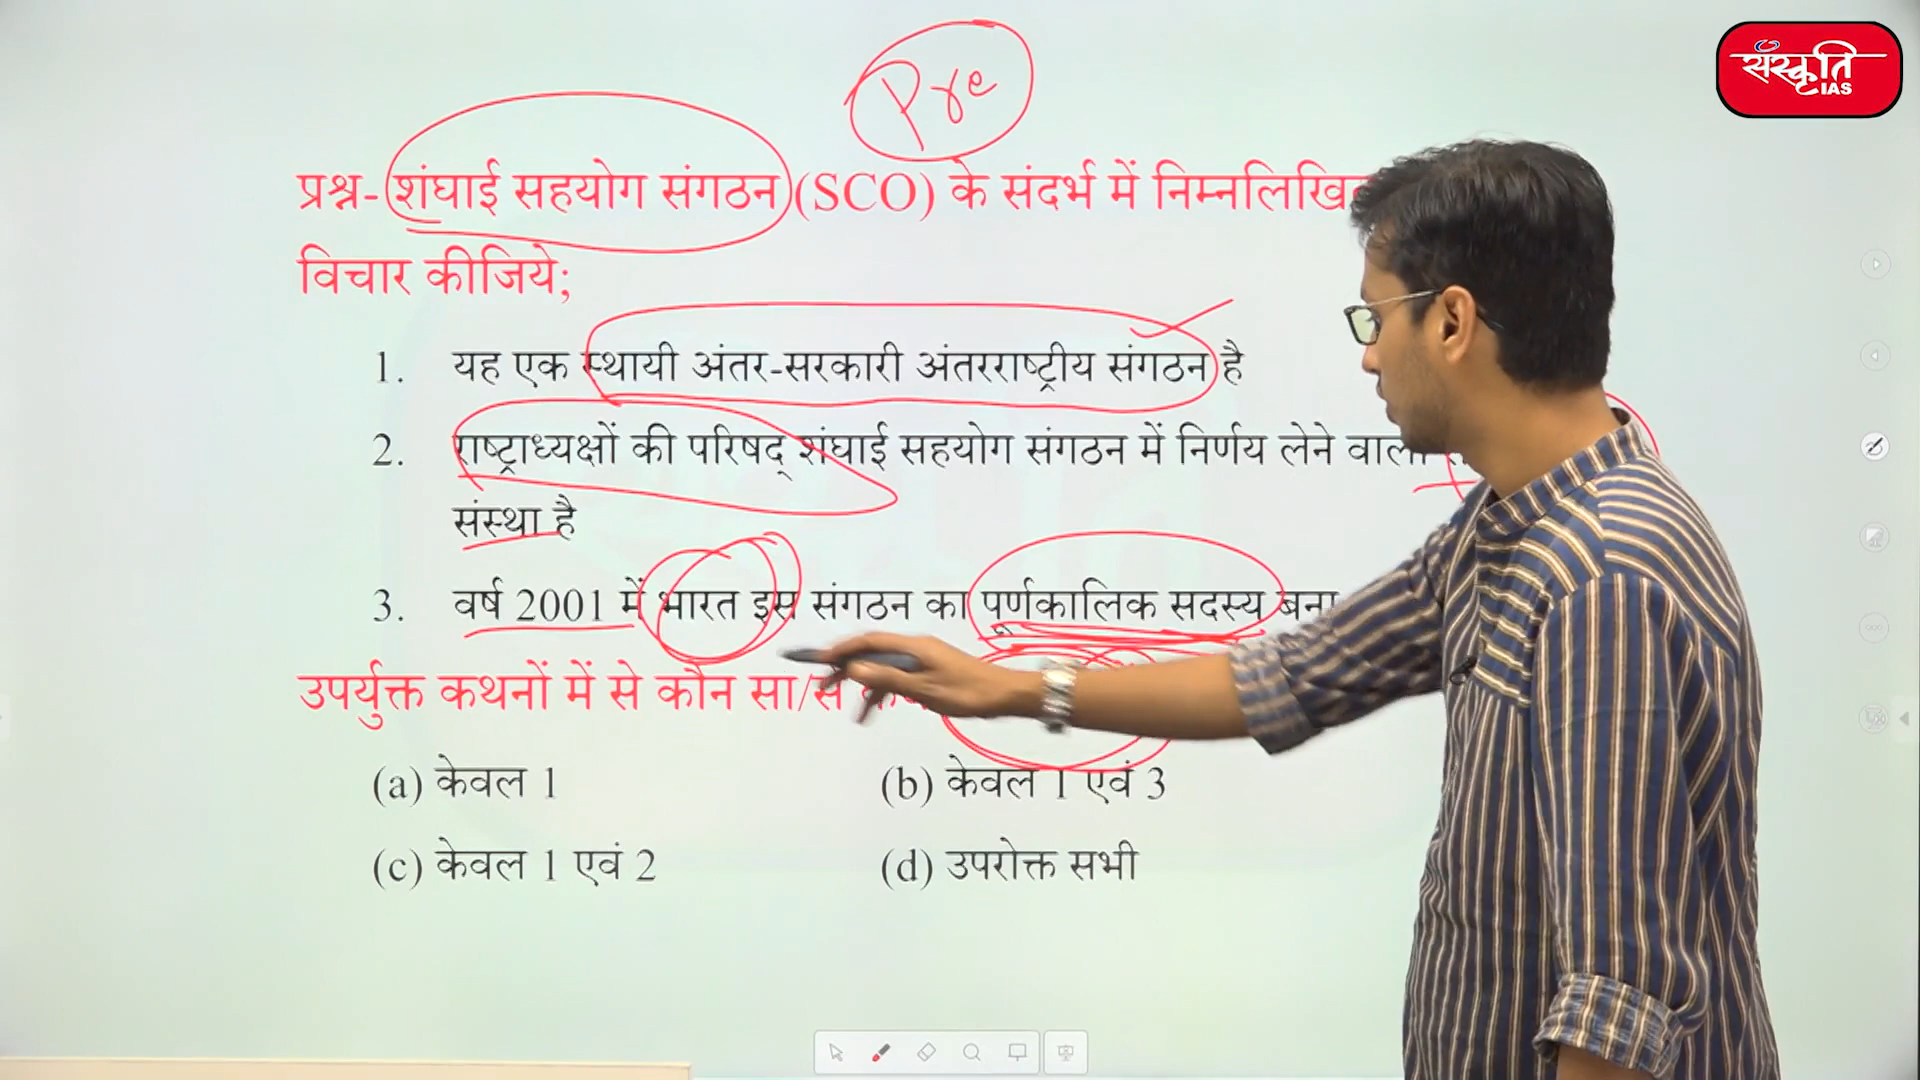 संस्कृति
IAS
Pre
प्रश्न- शंघाई सहयोग संगठन (SCO) के संदर्भ में
विचार कीजिये;
1. यह एक स्थायी अंतर-सरकारी अंतरराष्ट्रीय संगठन है
2. राष्ट्राध्यक्षों की परिषद् शंघाई सहयोग संगठन में निर्णय लेने वाली
संस्था है
3. वर्ष 2001 में भारत इस संगठन का पूर्णकालिक सदस्य बना
उपर्युक्त कथनों में से कौन सा/से
(a) केवल 1
(b) केवल 1 एवं 3
(c) केवल 1 एवं 2
(d) उपरोक्त सभी